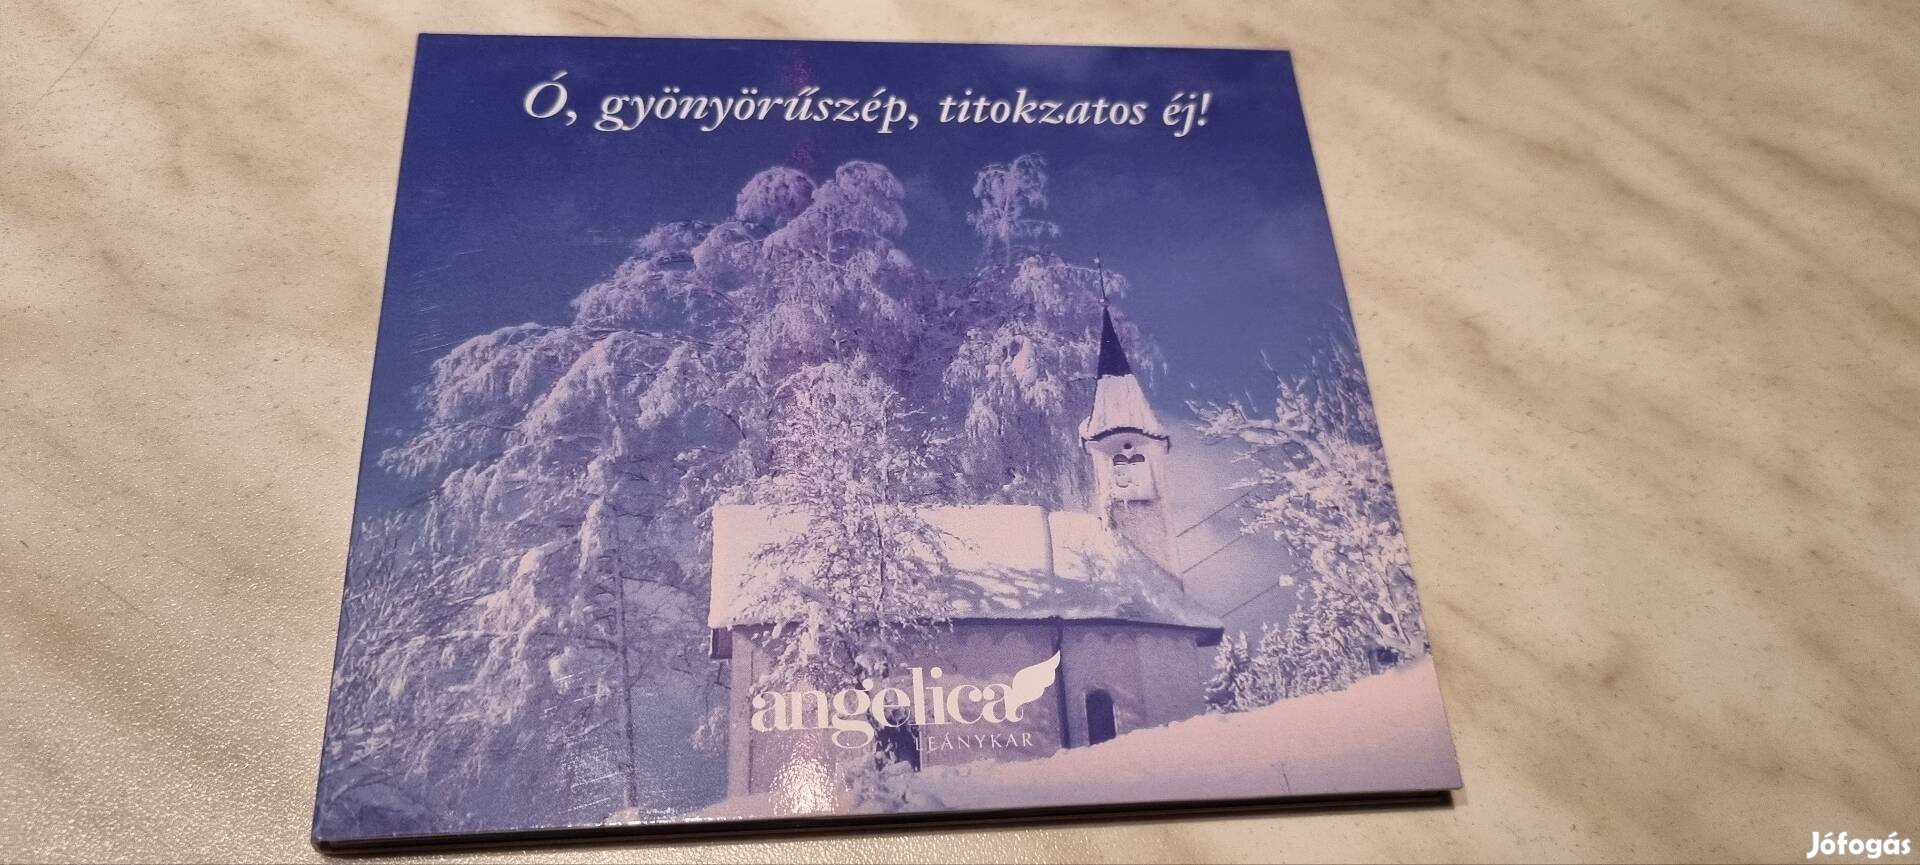 Ó, gyönyörűszép, titokzatos éj!
angelica
LEÁNYKAR
Jófogás